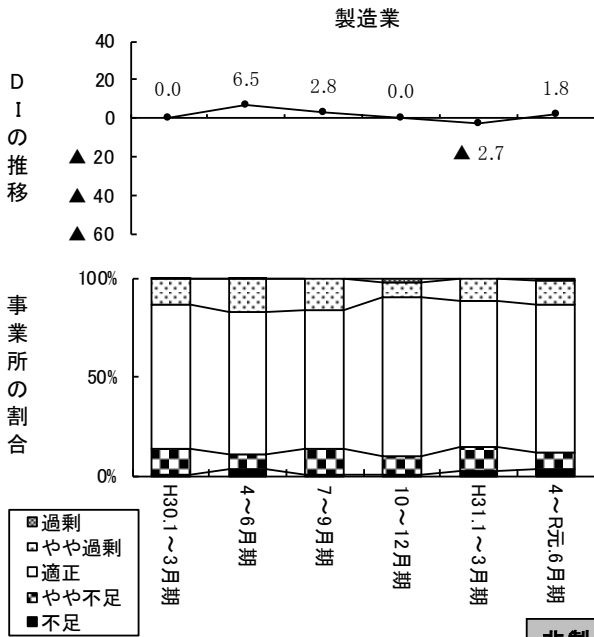 製造業
DIの推移
40
20
0
▲ 20
▲ 40
▲ 60
0.0
6.5
2.8
0.0
▲ 2.7
1.8
事業所の割合
100%
50%
0%
H30.1～3月期
4～6月期
7～9月期
10～12月期
H31.1～3月期
4～R元.6月期
過剰
やや過剰
適正
やや不足
不足